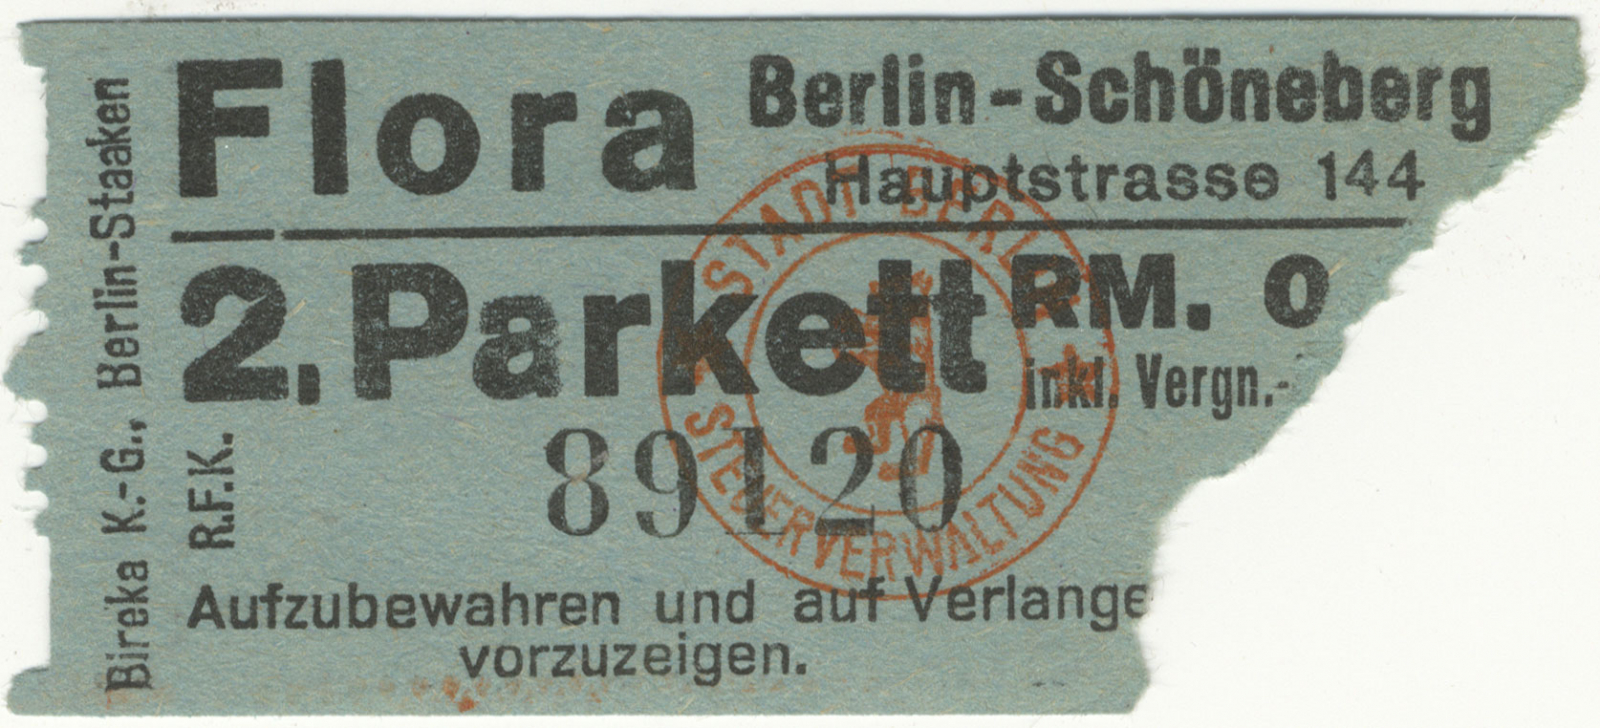 Flora Berlin-Schöneberg
Hauptstrasse 144
2. Parkett RM. 0
inkl. Vergn.-
89120
Aufzubewahren und auf Verlange
vorzuzeigen.
Bireka K.-G., Berlin-Staaken
R.F.K.
STADT BERLIN
STEUERVERWALTUNG